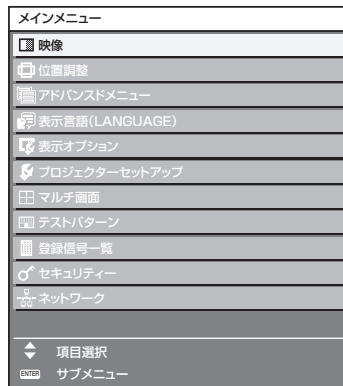 メインメニュー
映像
位置調整
アドバンスドメニュー
表示言語(LANGUAGE)
表示オプション
プロジェクターセットアップ
マルチ画面
テストパターン
登録信号一覧
セキュリティー
ネットワーク
項目選択
ENTER サブメニュー